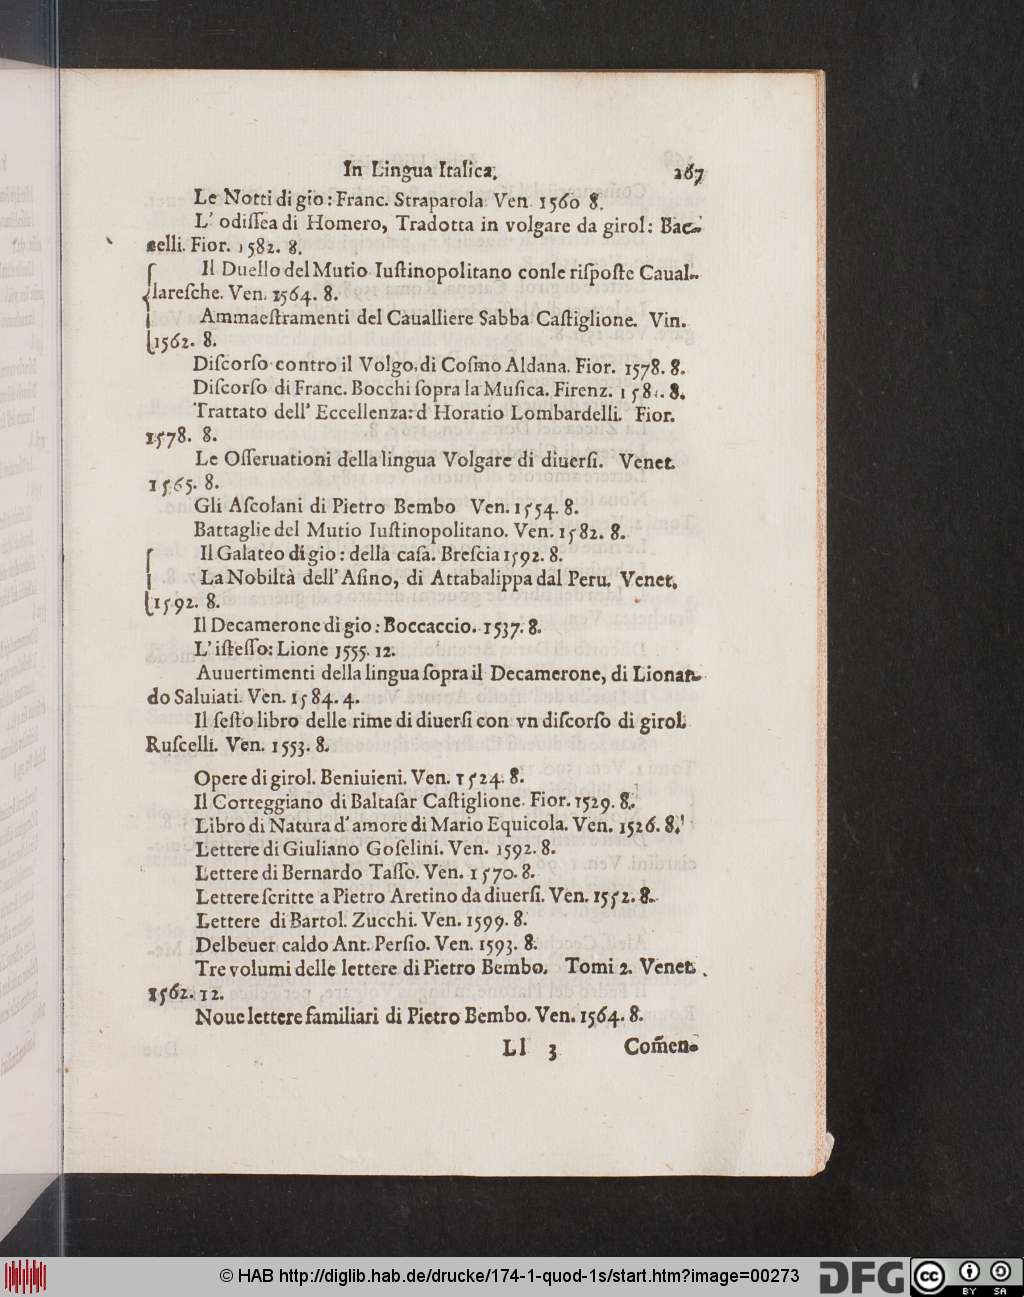 In Lingua Italica. 267
Le Notti di gio: Franc. Straparola Ven. 1560 8.
L' odiſſea di Homero, Tradotta in volgare da girol: Bac-
celli. Fior. 1582. 8.
Il Duello del Mutio Iuſtinopolitano conle riſpoſte Caual-
lareſche. Ven. 1564. 8.
Ammaeſtramenti del Caualliere Sabba Caſtiglione. Vin.
1562. 8.
Diſcorſo contro il Volgo, di Coſmo Aldana. Fior. 1578. 8.
Diſcorſo di Franc. Bocchi ſopra la Muſica. Firenz. 8.
Trattato dell' Eccellenza: d Horatio Lombardelli. Fior.
1578. 8.
Le Oſſeruationi della lingua Volgare di diuerſi. Venet.
1565. 8.
Gli Aſcolani di Pietro Bembo Ven. 1554. 8.
Battaglie del Mutio Iuſtinopolitano. Ven. 1582. 8.
Il Galateo di gio: della caſa. Breſcia 1592. 8.
La Nobiltà dell' Aſino, di Attabalippa dal Peru. Venet.
1592. 8.
Il Decamerone di gio: Boccaccio. 1537. 8.
L' iſteſſo: Lione 1555. 12.
Auuertimenti della lingua ſopra il Decamerone, di Lionar-
do Saluiati. Ven. 1584. 4.
Il ſeſto libro delle rime di diuerſi con vn diſcorſo di girol.
Ruſcelli. Ven. 1553. 8.
Opere di girol. Beniuieni. Ven. 1524. 8.
Il Corteggiano di Baltaſar Caſtiglione. Fior. 1529. 8.
Libro di Natura d'amore di Mario Equicola. Ven. 1526. 8.
Lettere di Giuliano Goſelini. Ven. 1592. 8.
Lettere di Bernardo Taſſo. Ven. 1570. 8.
Lettere ſcritte a Pietro Aretino da diuerſi. Ven. 1552. 8.
Lettere di Bartol. Zucchi. Ven. 1599. 8.
Delbeuer caldo Ant. Perſio. Ven. 1593. 8.
Tre volumi delle lettere di Pietro Bembo. Tomi 2. Venet.
1562. 12.
Noue lettere familiari di Pietro Bembo. Ven. 1564. 8.
Ll 3 Com̃en-
© HAB http://diglib.hab.de/drucke/174-1-quod-1s/start.htm?image=00273
DFG cc BY SA